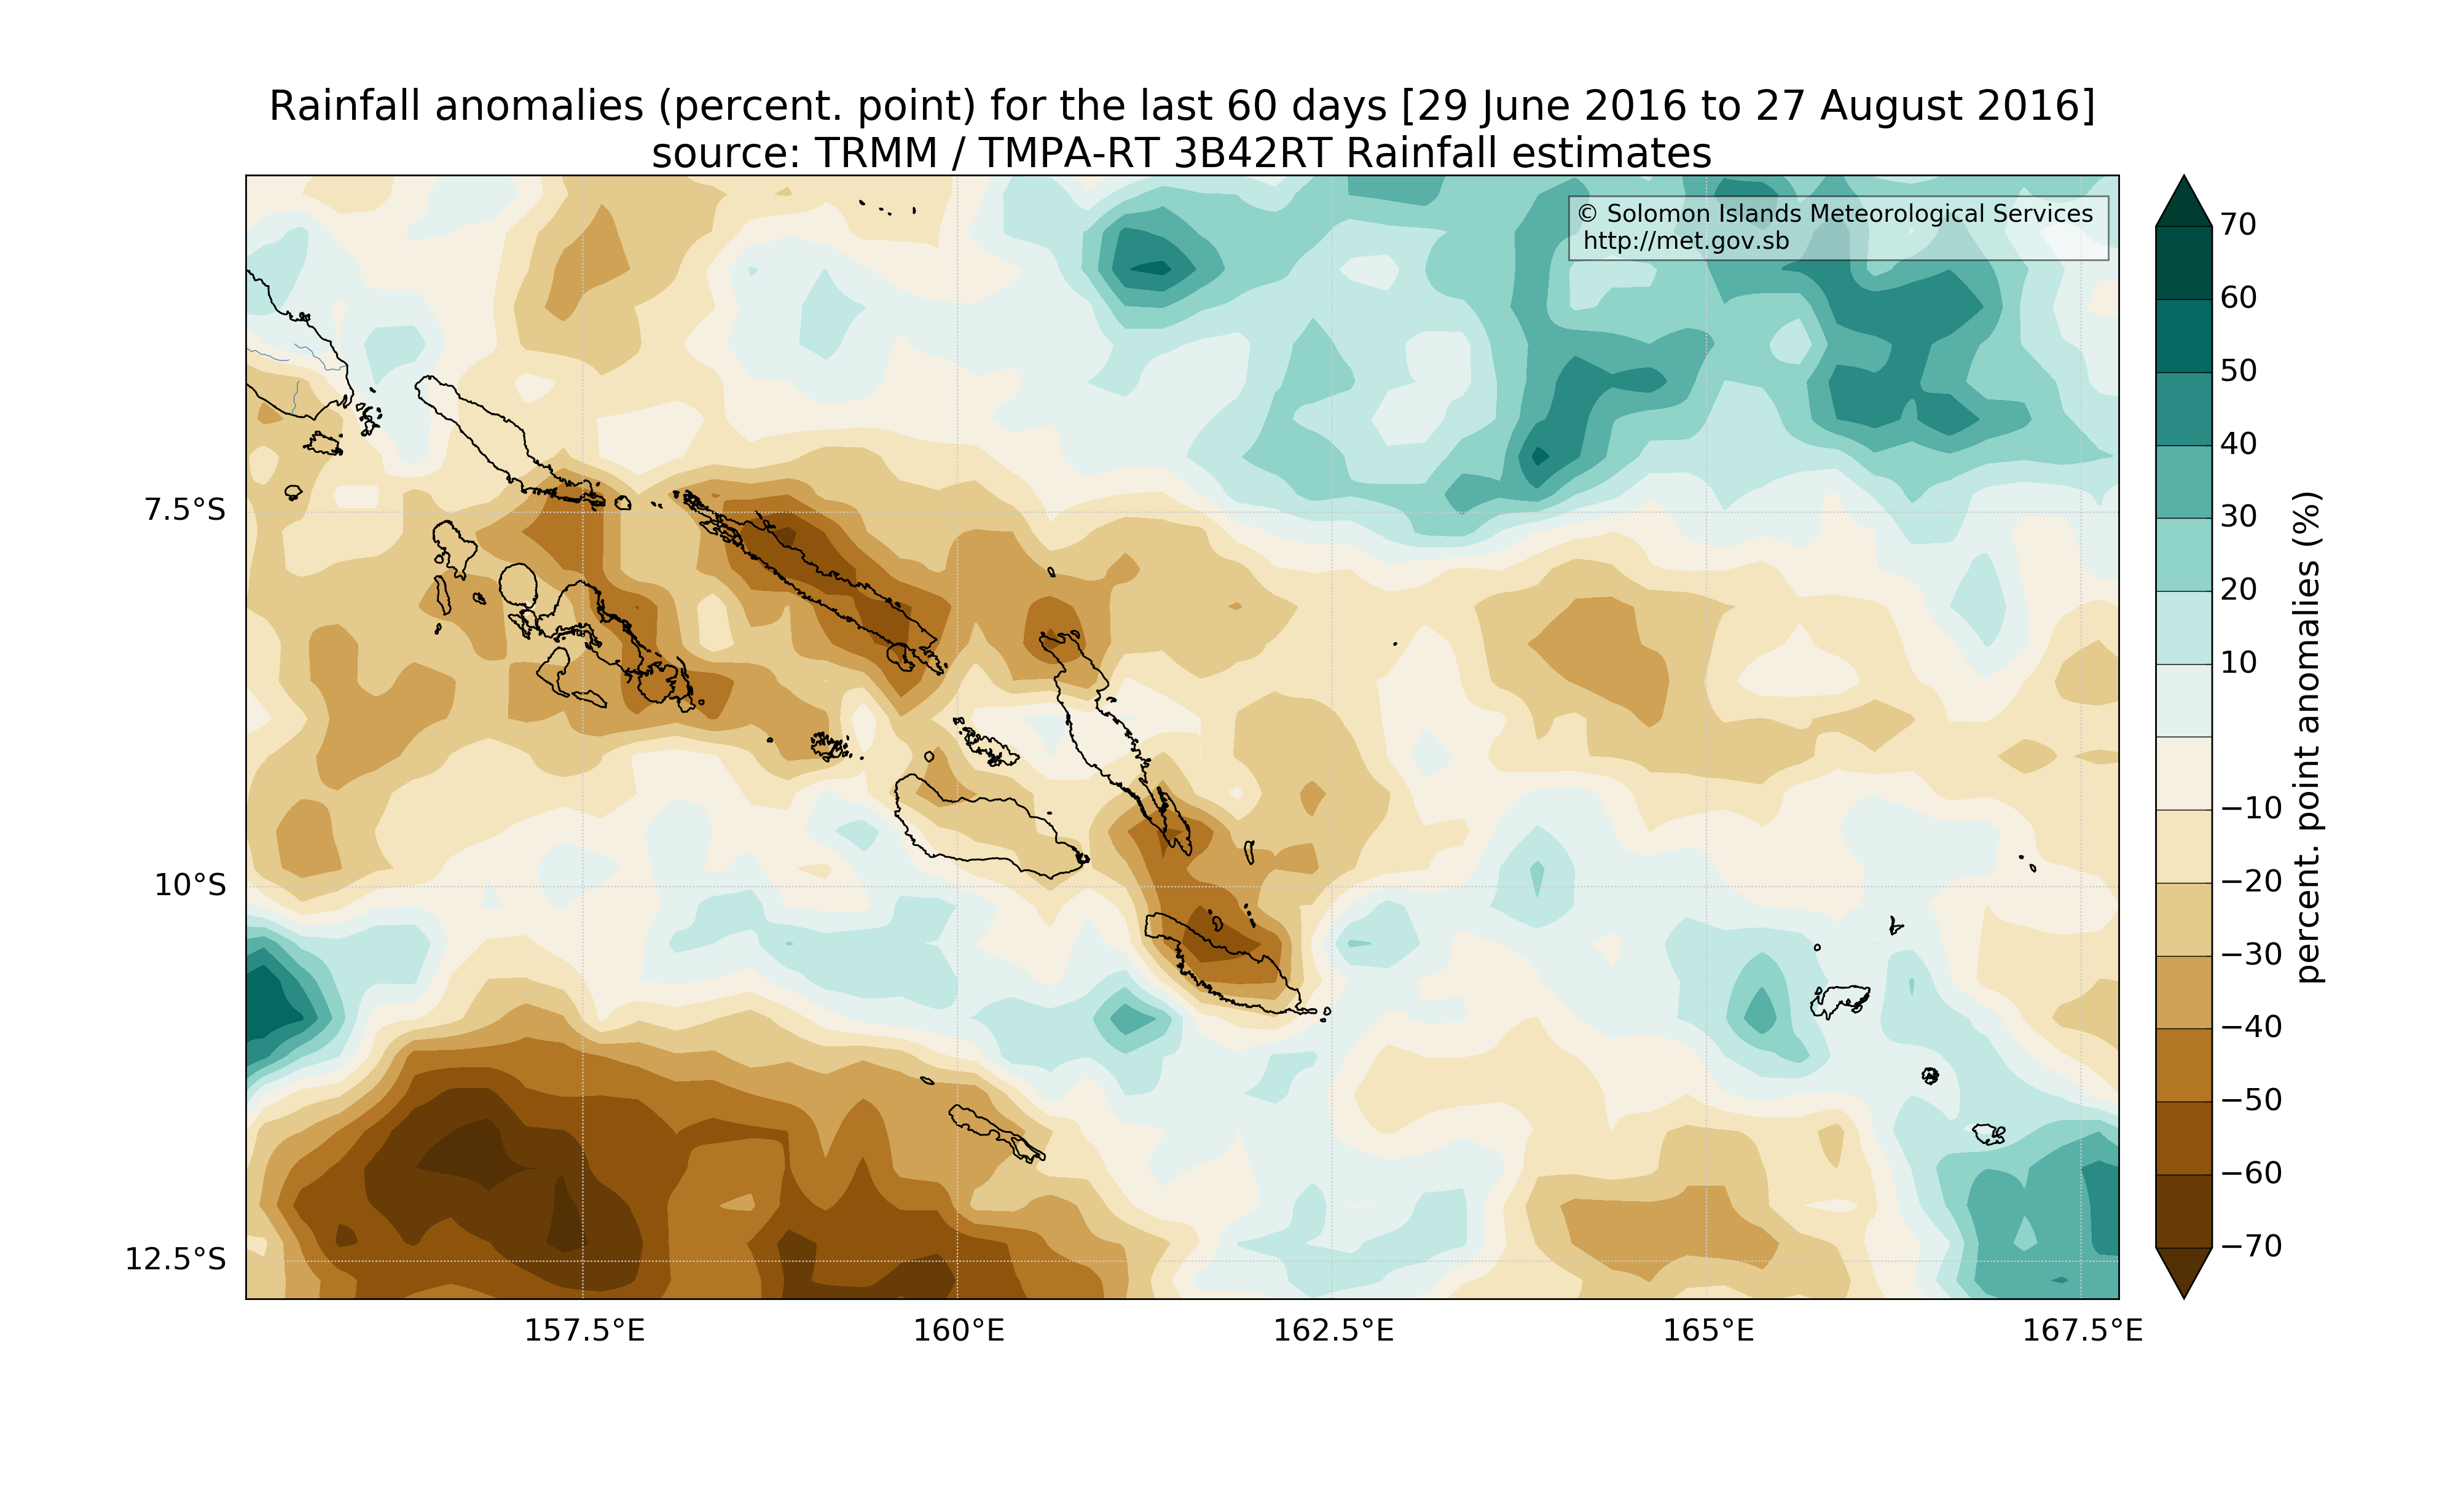 Rainfall anomalies (percent. point) for the last 60 days [29 June 2016 to 27 August 2016]
source: TRMM / TMPA-RT 3B42RT Rainfall estimates
© Solomon Islands Meteorological Services
http://met.gov.sb
7.5°S
10°S
12.5°S
157.5°E
160°E
162.5°E
165°E
167.5°E
70
60
50
40
30
20
10
−10
−20
−30
−40
−50
−60
−70
percent. point anomalies (%)